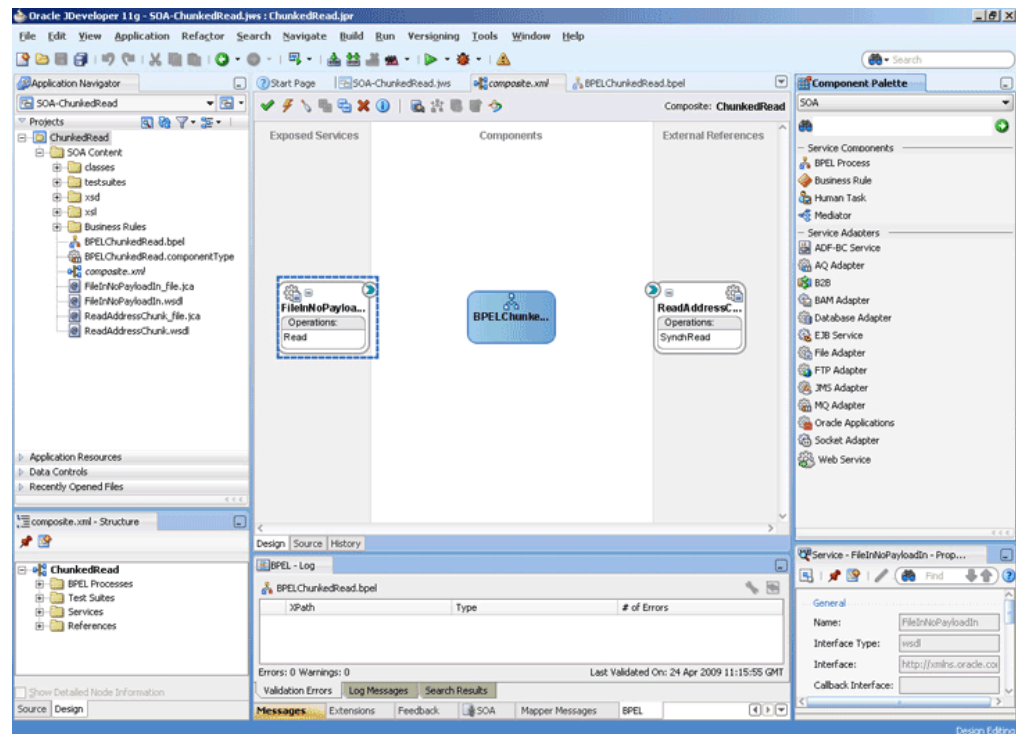 Oracle JDeveloper 11g - SOA-ChunkedRead.jws : ChunkedRead.jpr
File Edit View Application Refactor Search Navigate Build Run Versioning Tools Window Help
Search
Application Navigator
SOA-ChunkedRead
Projects
ChunkedRead
SOA Content
classes
testsuites
xsd
xsl
Business Rules
BPELChunkedRead.bpel
BPELChunkedRead.componentType
composite.xml
FileInNoPayloadIn_file.jca
FileInNoPayloadIn.wsdl
ReadAddressChunk_file.jca
ReadAddressChunk.wsdl
Application Resources
Data Controls
Recently Opened Files
composite.xml - Structure
ChunkedRead
BPEL Processes
Test Suites
Services
References
Show Detailed Node Information
Source Design
Start Page SOA-ChunkedRead.jws composite.xml BPELChunkedRead.bpel
Composite: ChunkedRead
Exposed Services Components External References
FileInNoPayloa...
Operations:
Read
BPELChunke...
ReadAddressC...
Operations:
SynchRead
Design Source History
BPEL - Log
BPELChunkedRead.bpel
XPath Type # of Errors
Errors: 0 Warnings: 0 Last Validated On: 24 Apr 2009 11:15:55 GMT
Validation Errors Log Messages Search Results
Messages Extensions Feedback SOA Mapper Messages BPEL
Component Palette
SOA
Service Components
BPEL Process
Business Rule
Human Task
Mediator
Service Adapters
ADF-BC Service
AQ Adapter
B2B
BAM Adapter
Database Adapter
EJB Service
File Adapter
FTP Adapter
JMS Adapter
MQ Adapter
Oracle Applications
Socket Adapter
Web Service
Service - FileInNoPayloadIn - Prop...
Find
General
Name: FileInNoPayloadIn
Interface Type: wsdl
Interface: http://xmlns.oracle.co
Callback Interface:
Design Editing